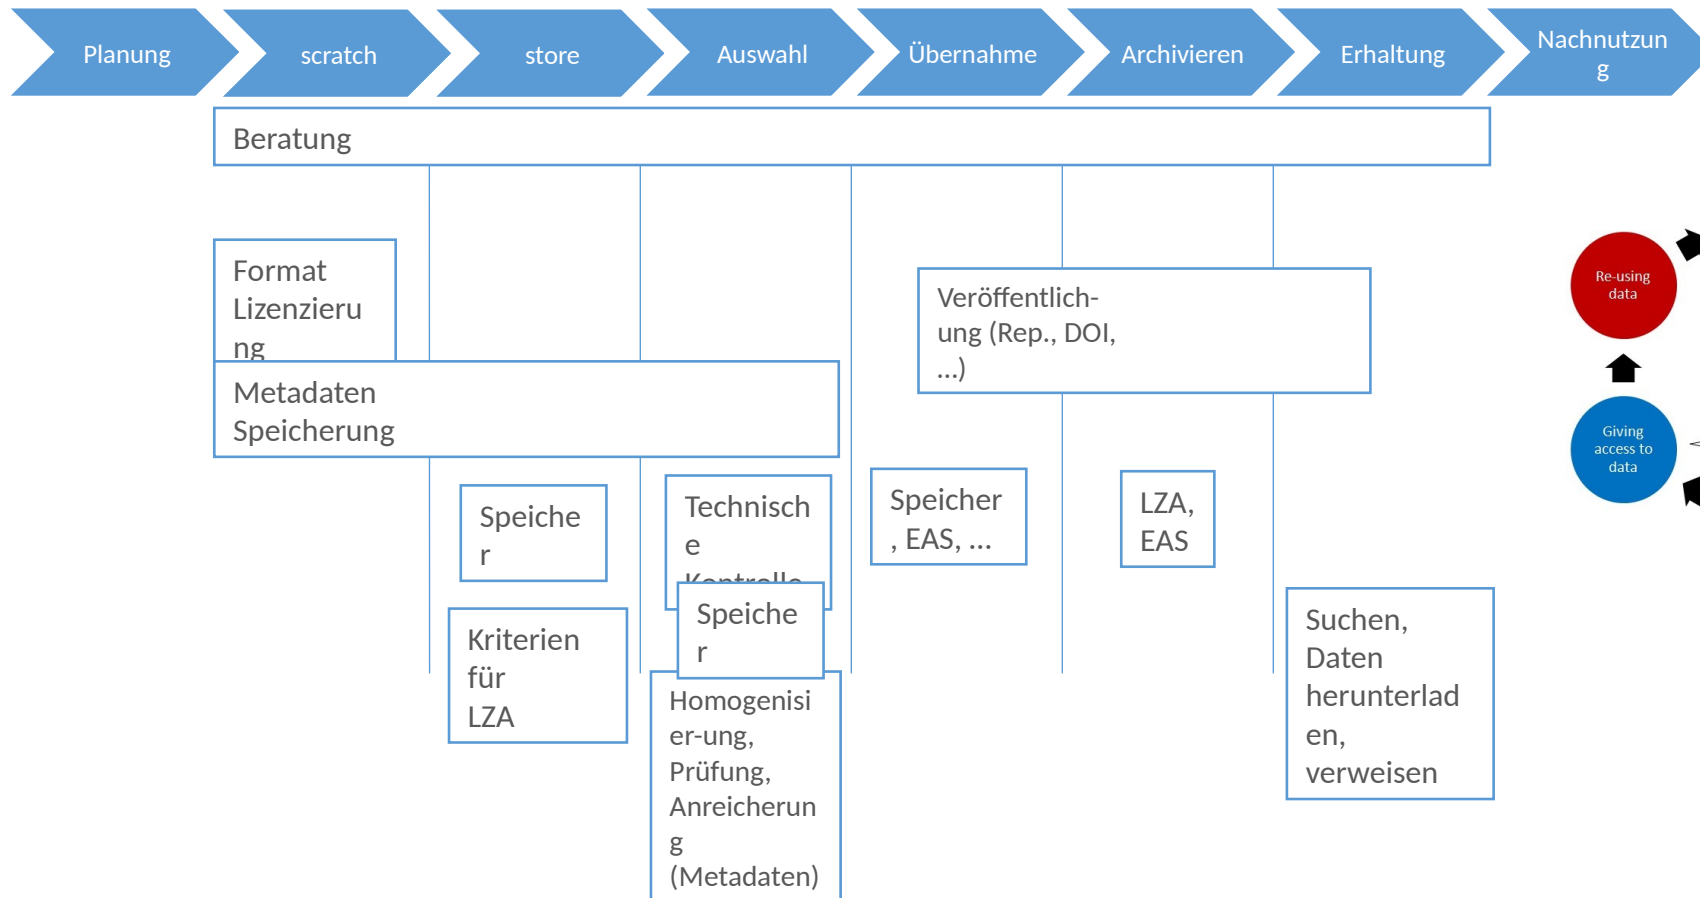 Planung
scratch
store
Auswahl
Übernahme
Archivieren
Erhaltung
Nachnutzun
g
Beratung
Format
Lizenzieru
ng
Metadaten
Speicherung
Veröffentlich-
ung (Rep., DOI,
...)
Re-using
data
Giving
access to
data
Speiche
r
Technisch
e
Kontrolle
Speicher
, EAS, ...
LZA,
EAS
Kriterien
für
LZA
Speiche
r
Homogenisi
er-ung,
Prüfung,
Anreicherun
g
(Metadaten)
Suchen,
Daten
herunterlad
en,
verweisen